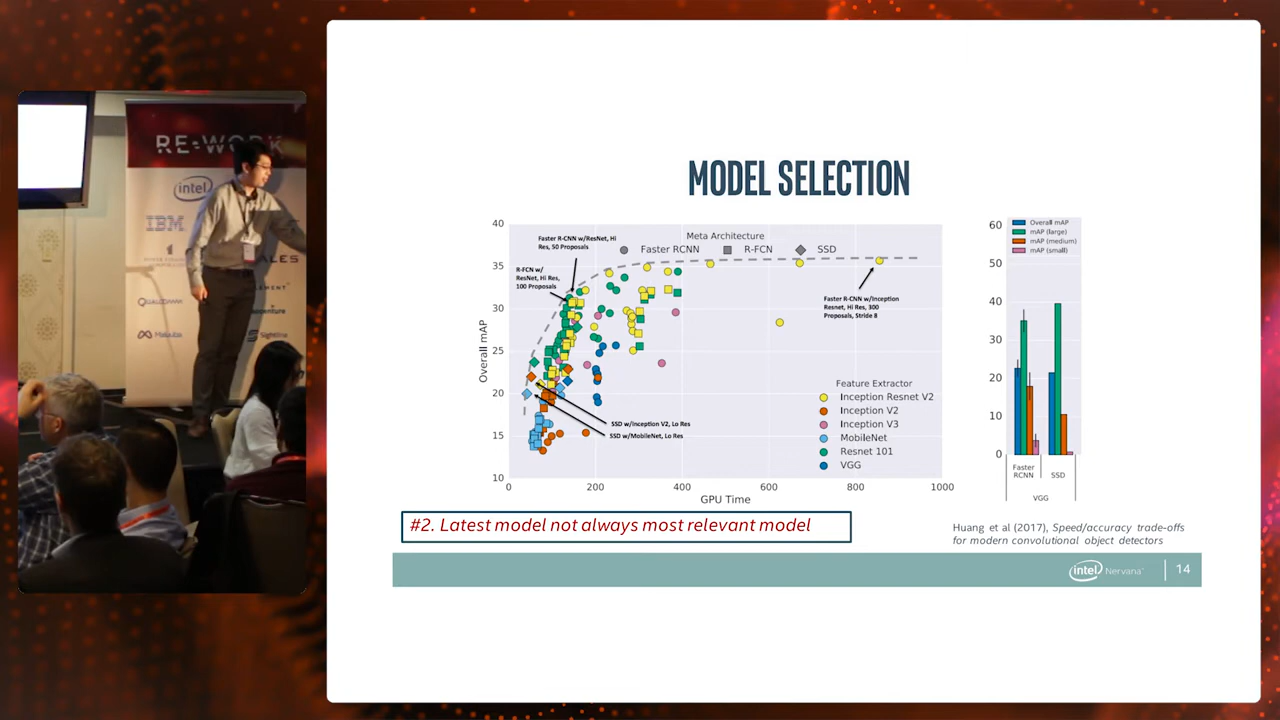 RE•WORK
intel
IBM
QUALCOMM
Mobileye
MODEL SELECTION
40
35
30
25
20
15
10
Overall mAP
0
200
400
600
800
1000
GPU Time
Meta Architecture
Faster RCNN
R-FCN
SSD
Faster R-CNN w/ResNet, Hi
Res, 50 Proposals
R-FCN w/
ResNet, Hi Res,
100 Proposals
Faster R-CNN w/Inception
Resnet, Hi Res, 300
Proposals, Stride 8
SSD w/Inception V2, Lo Res
SSD w/MobileNet, Lo Res
Feature Extractor
Inception Resnet V2
Inception V2
Inception V3
MobileNet
Resnet 101
VGG
Overall mAP
mAP (large)
mAP (medium)
mAP (small)
60
50
40
30
20
10
0
Faster
RCNN
SSD
VGG
#2. Latest model not always most relevant model
Huang et al (2017), Speed/accuracy trade-offs
for modern convolutional object detectors
intel Nervana™ | 14